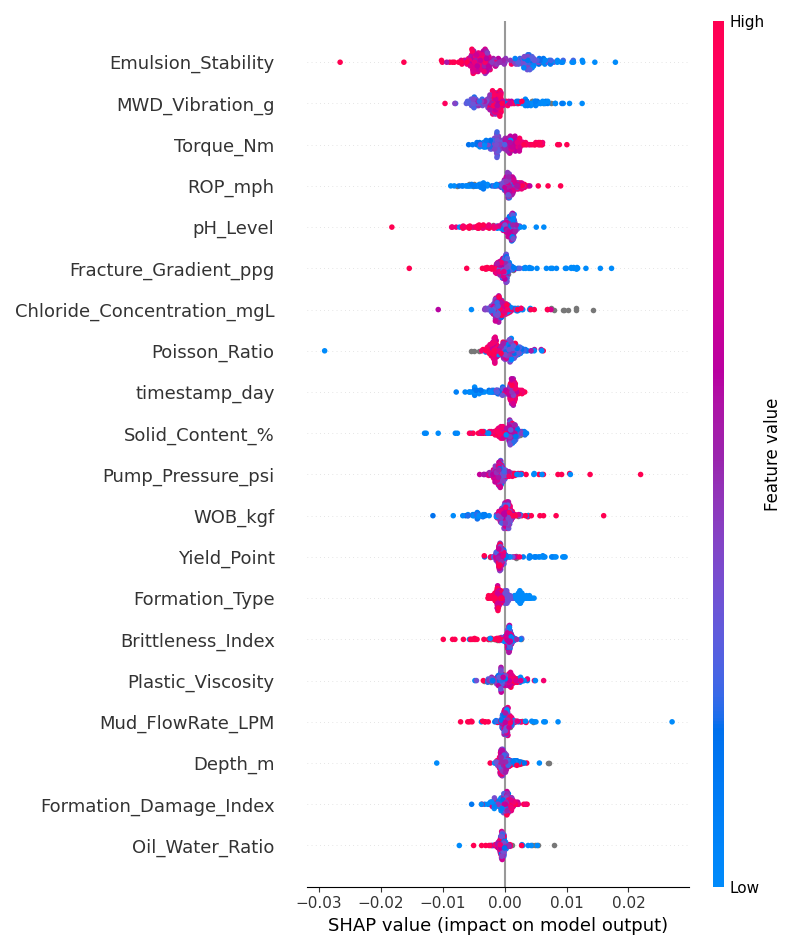 High
Emulsion_Stability
MWD_Vibration_g
Torque_Nm
ROP_mph
pH_Level
Fracture_Gradient_ppg
Chloride_Concentration_mgL
Poisson_Ratio
timestamp_day
Solid_Content_%
Pump_Pressure_psi
WOB_kgf
Yield_Point
Formation_Type
Brittleness_Index
Plastic_Viscosity
Mud_FlowRate_LPM
Depth_m
Formation_Damage_Index
Oil_Water_Ratio
Feature value
Low
−0.03 −0.02 −0.01 0.00 0.01 0.02
SHAP value (impact on model output)